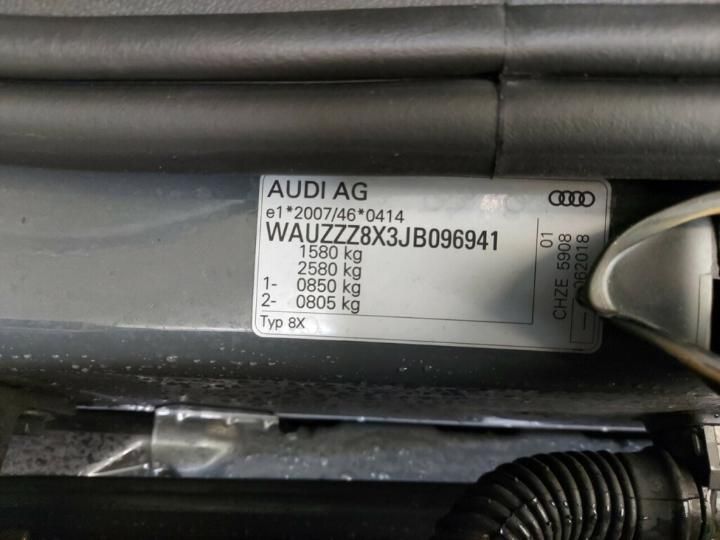 AUDI AG
e1*2007/46*0414
WAUZZZ8X3JB096941
1580 kg
2580 kg
1- 0850 kg
2- 0805 kg
Typ 8X
01
CHZE 5908